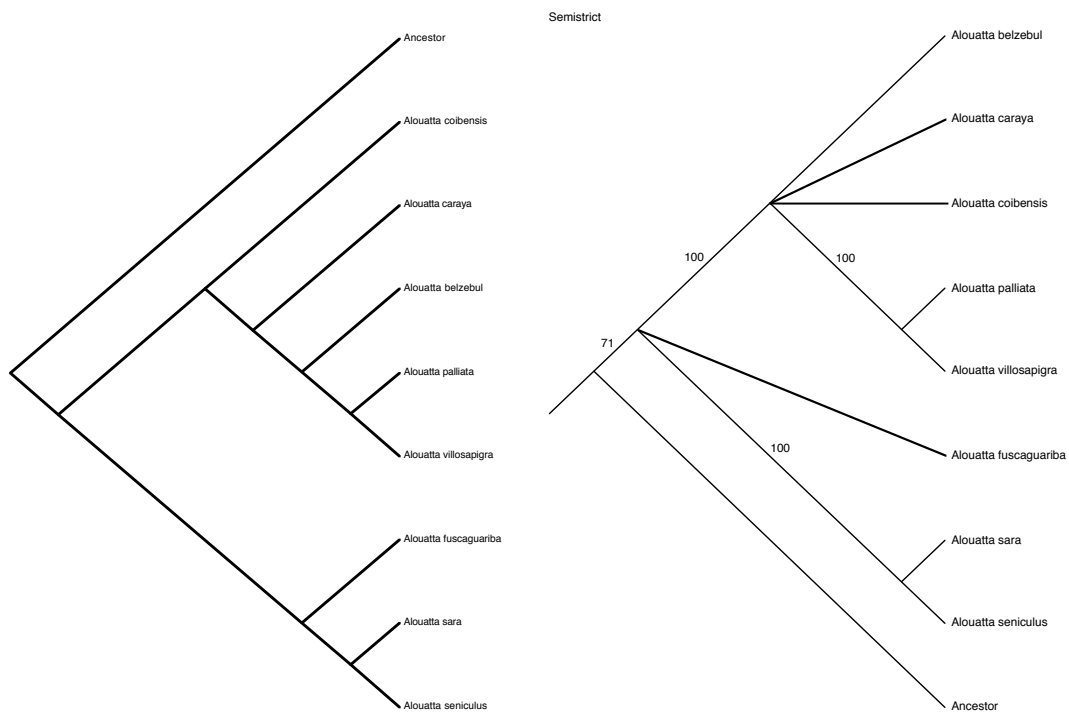 Ancestor
Alouatta coibensis
Alouatta caraya
Alouatta belzebul
Alouatta palliata
Alouatta villosapigra
Alouatta fuscaguariba
Alouatta sara
Alouatta seniculus
Semistrict
Alouatta belzebul
Alouatta caraya
Alouatta coibensis
100
100
Alouatta palliata
71
Alouatta villosapigra
100
Alouatta fuscaguariba
Alouatta sara
Alouatta seniculus
Ancestor